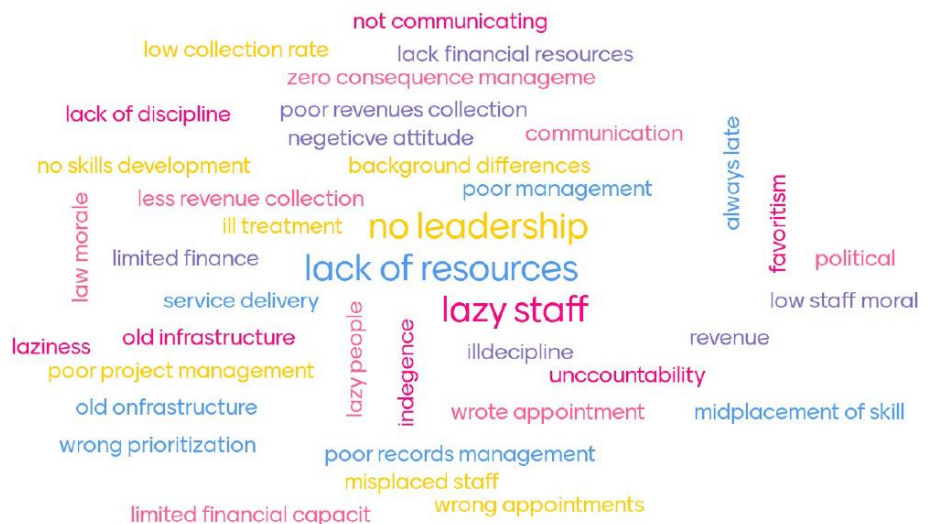 not communicating
low collection rate
lack financial resources
zero consequence manageme
lack of discipline
poor revenues collection
negeticve attitude
communication
always late
no skills development
background differences
poor management
less revenue collection
law morale
ill treatment
no leadership
favoritism
limited finance
lack of resources
political
service delivery
lazy staff
low staff moral
lazy people
old infrastructure
indegence
revenue
laziness
illdecipline
poor project management
unccountability
old onfrastructure
wrote appointment
midplacement of skill
wrong prioritization
poor records management
misplaced staff
wrong appointments
limited financial capacit